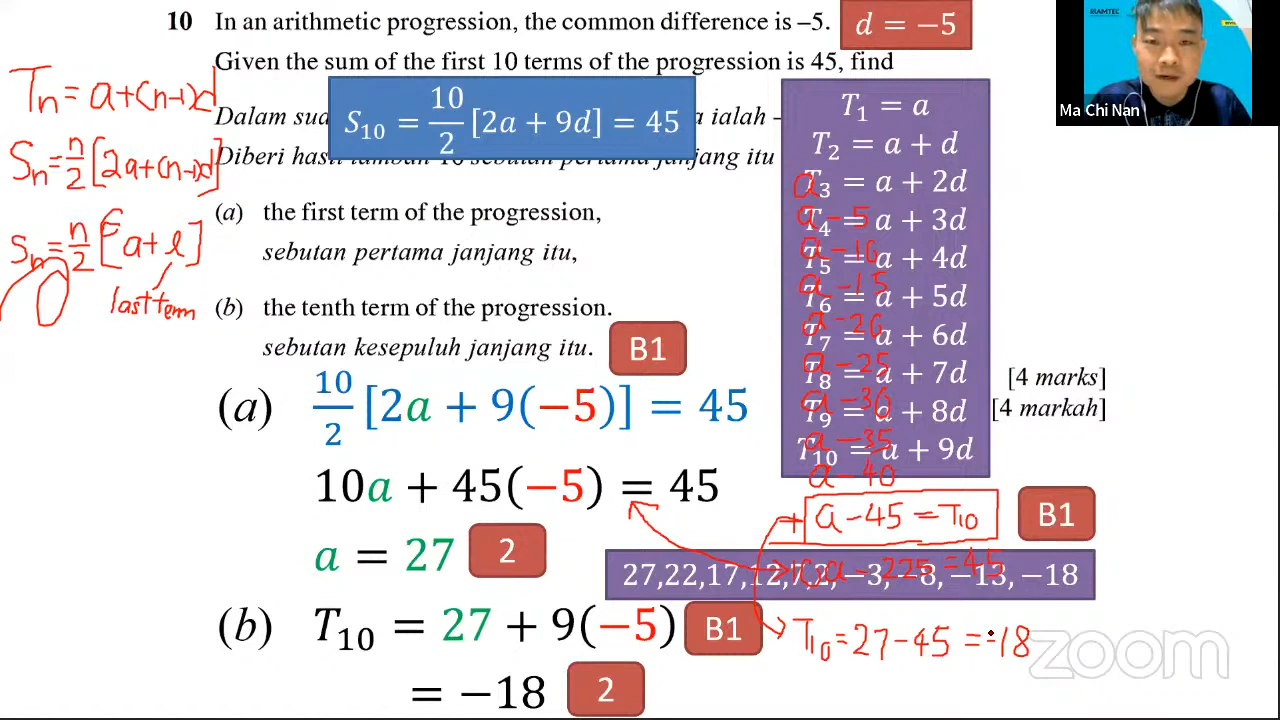 10 In an arithmetic progression, the common difference is –5.
d = −5
Given the sum of the first 10 terms of the progression is 45, find
Dalam sua
a ialah –
S₁₀ = 10/2 [2a + 9d] = 45
Diberi hasil tambah 10 sebutan pertama janjang itu
(a) the first term of the progression,
sebutan pertama janjang itu,
(b) the tenth term of the progression.
sebutan kesepuluh janjang itu.
B1
[4 marks]
[4 markah]
Tn = a+(n-1)d
Sn = n/2 [2a+(n-1)d]
Sn = n/2 [a + l]
last term
T₁ = a
T₂ = a + d
T₃ = a + 2d
T₄ = a + 3d
T₅ = a + 4d
T₆ = a + 5d
T₇ = a + 6d
T₈ = a + 7d
T₉ = a + 8d
T₁₀ = a + 9d
a
a - 5
a - 10
a - 15
a - 20
a - 25
a - 30
a - 35
a - 40
+ a - 45 = T₁₀
B1
10a - 225 = 45
(a) 10/2 [2a + 9(−5)] = 45
10a + 45(−5) = 45
a = 27
2
27,22,17,12,7,2,−3,−8,−13,−18
(b) T₁₀ = 27 + 9(−5)
B1
T₁₀ = 27 - 45 = -18
= −18
2
BIAMTEC
Ma Chi Nan
zoom